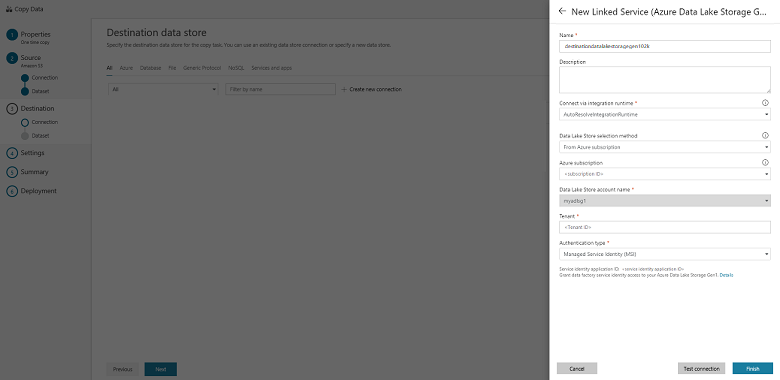 Copy Data
1 Properties
One time copy
2 Source
Amazon S3
Connection
Dataset
3 Destination
Connection
Dataset
4 Settings
5 Summary
6 Deployment
Destination data store
Specify the destination data store for the copy task. You can use an existing data store connection or specify a new data store.
All Azure Database File Generic Protocol NoSQL Services and apps
All Filter by name + Create new connection
Previous Next
New Linked Service (Azure Data Lake Storage G...
Name *
destinationdatalakestoragegen102k
Description
Connect via integration runtime *
AutoResolveIntegrationRuntime
Data Lake Store selection method
From Azure subscription
Azure subscription
<subscription ID>
Data Lake Store account name *
myadbg1
Tenant *
<Tenant ID>
Authentication type *
Managed Service Identity (MSI)
Service identity application ID: <service identity application ID>
Grant data factory service identity access to your Azure Data Lake Storage Gen1. Details
Cancel Test connection Finish